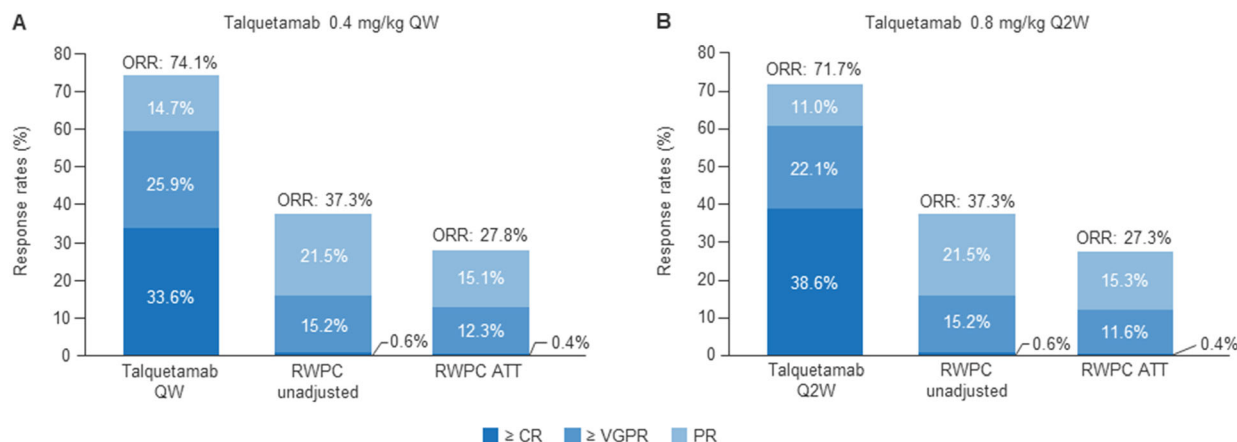 A
Talquetamab 0.4 mg/kg QW
Response rates (%)
80
70
60
50
40
30
20
10
0
ORR: 74.1%
14.7%
25.9%
33.6%
ORR: 37.3%
21.5%
15.2%
0.6%
ORR: 27.8%
15.1%
12.3%
0.4%
Talquetamab
QW
RWPC
unadjusted
RWPC ATT
B
Talquetamab 0.8 mg/kg Q2W
Response rates (%)
80
70
60
50
40
30
20
10
0
ORR: 71.7%
11.0%
22.1%
38.6%
ORR: 37.3%
21.5%
15.2%
0.6%
ORR: 27.3%
15.3%
11.6%
0.4%
Talquetamab
Q2W
RWPC
unadjusted
RWPC ATT
≥ CR ≥ VGPR PR